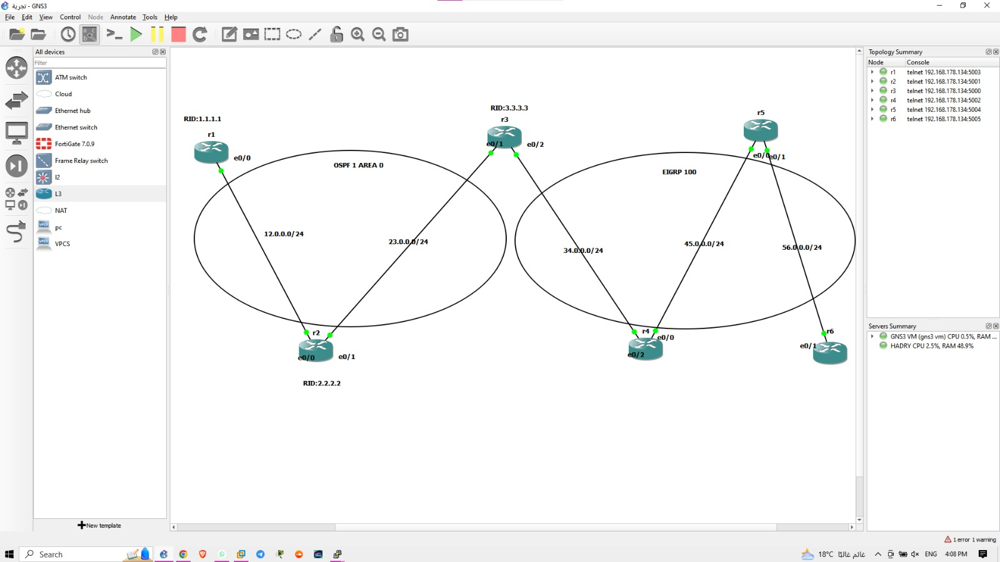 تجرية - GNS3
File Edit View Control Node Annotate Tools Help
All devices
Filter
ATM switch
Cloud
Ethernet hub
Ethernet switch
FortiGate 7.0.9
Frame Relay switch
l2
L3
NAT
pc
VPCS
New template
RID:1.1.1.1
r1
e0/0
OSPF 1 AREA 0
12.0.0.0/24
23.0.0.0/24
r2
e0/0
e0/1
RID:2.2.2.2
RID:3.3.3.3
r3
e0/1
e0/2
EIGRP 100
34.0.0.0/24
45.0.0.0/24
56.0.0.0/24
r5
e0/0
e0/1
r4
e0/0
e0/2
r6
e0/1
Topology Summary
Node Console
r1 telnet 192.168.178.134:5003
r2 telnet 192.168.178.134:5001
r3 telnet 192.168.178.134:5000
r4 telnet 192.168.178.134:5002
r5 telnet 192.168.178.134:5004
r6 telnet 192.168.178.134:5005
Servers Summary
GNS3 VM (gns3 vm) CPU 0.5%, RAM ...
HADRY CPU 2.5%, RAM 48.9%
1 error 1 warning
Search
18°C غائم غالبًا
ENG
4:08 PM